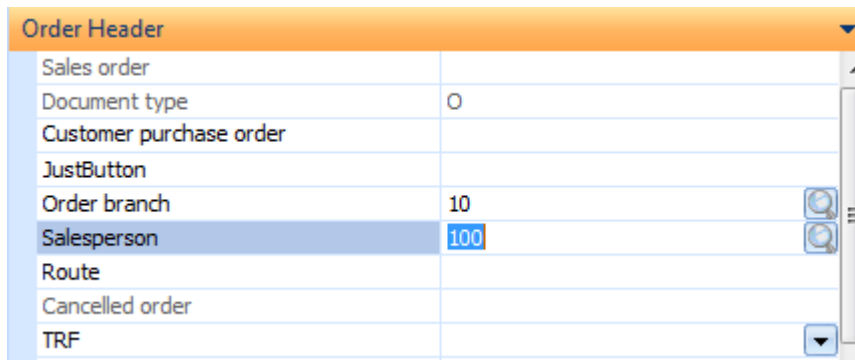 Order Header
Sales order
Document type O
Customer purchase order
JustButton
Order branch 10
Salesperson 100
Route
Cancelled order
TRF